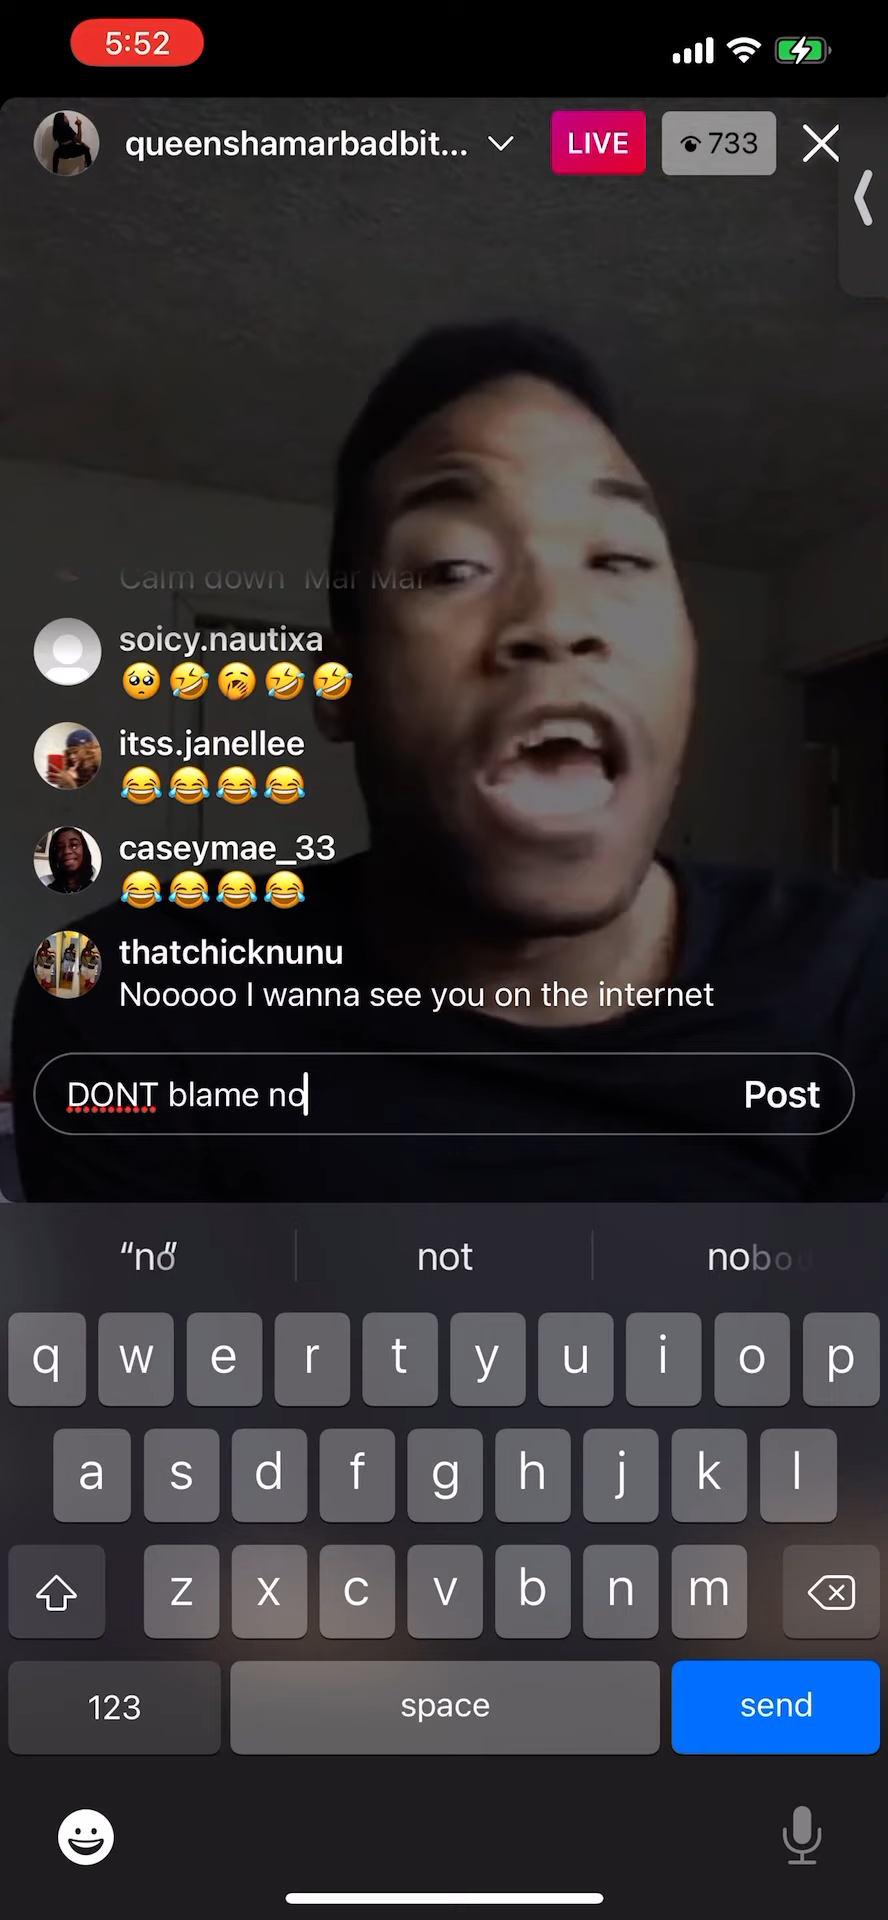 5:52
queenshamarbadbit...
LIVE
733
Calm down Mar Mar
soicy.nautixa
🥺🤣🥱🤣🤣
itss.janellee
😂😂😂😂
caseymae_33
😂😂😂😂
thatchicknunu
Nooooo I wanna see you on the internet
DONT blame no
Post
“no”
not
nobod
q w e r t y u i o p
a s d f g h j k l
z x c v b n m
123
space
send